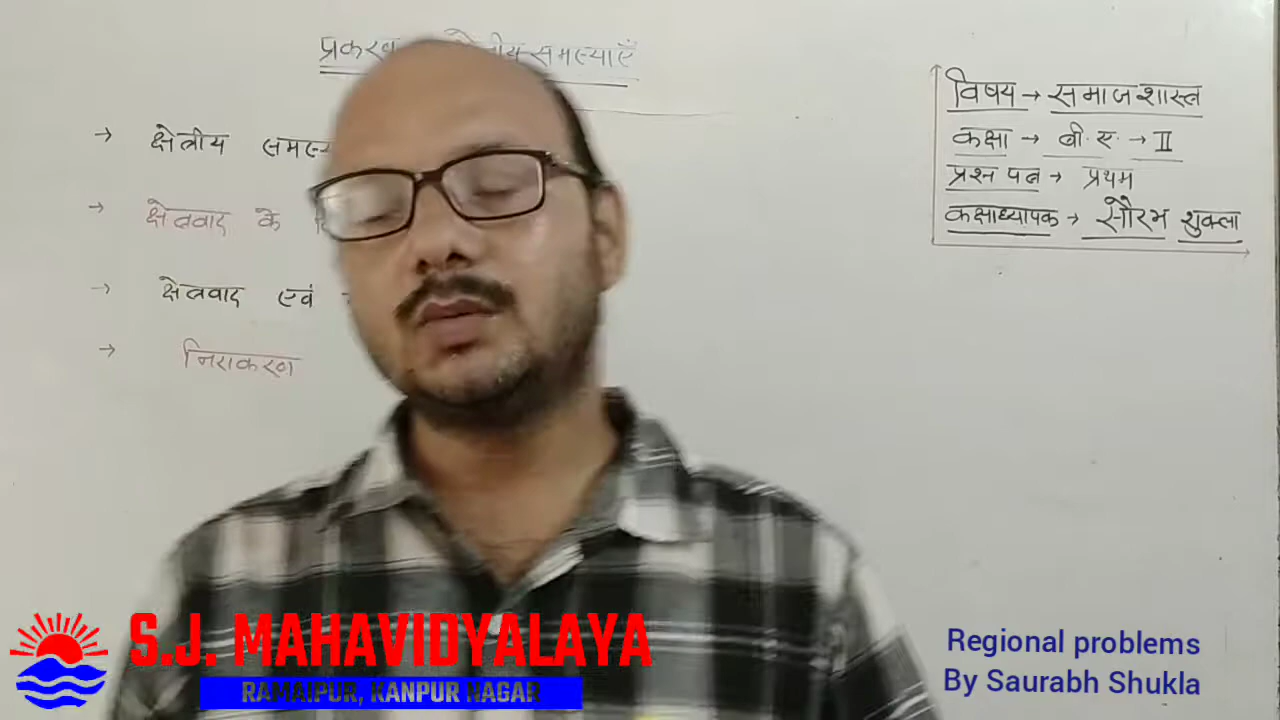 प्रकरण समस्याएँ
→ क्षेत्रीय
→ क्षेत्रवाद के
→ क्षेत्रवाद एवं
→ निराकरण
विषय → समाजशास्त्र
कक्षा → बी. ए. → II
प्रश्न पत्र → प्रथम
कक्षाध्यापक → सौरभ शुक्ला
S.J. MAHAVIDYALAYA
RAMAIPUR, KANPUR NAGAR
Regional problems
By Saurabh Shukla